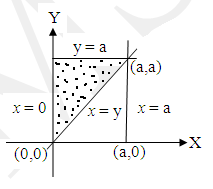 Y
y = a
(a,a)
x = 0
x = y
x = a
X
(0,0)
(a,0)